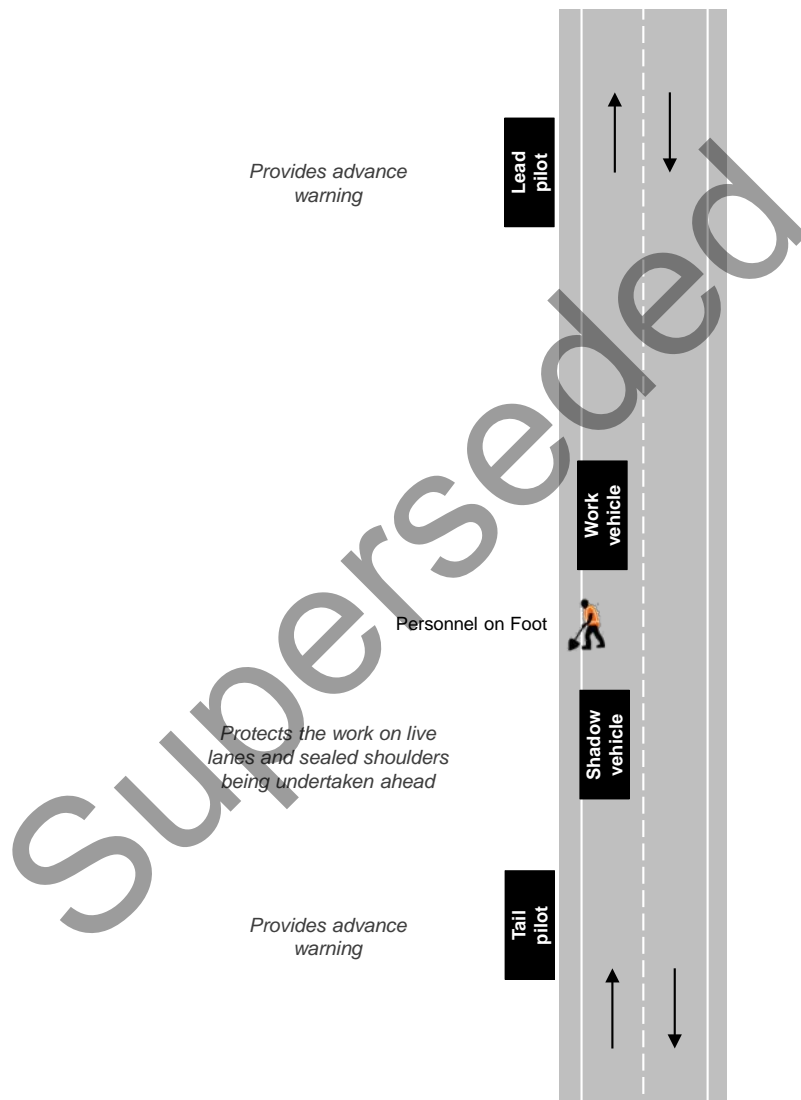 Provides advance
warning
Lead
pilot
Work
vehicle
Personnel on Foot
Protects the work on live
lanes and sealed shoulders
being undertaken ahead
Shadow
vehicle
Provides advance
warning
Tail
pilot
Superseded